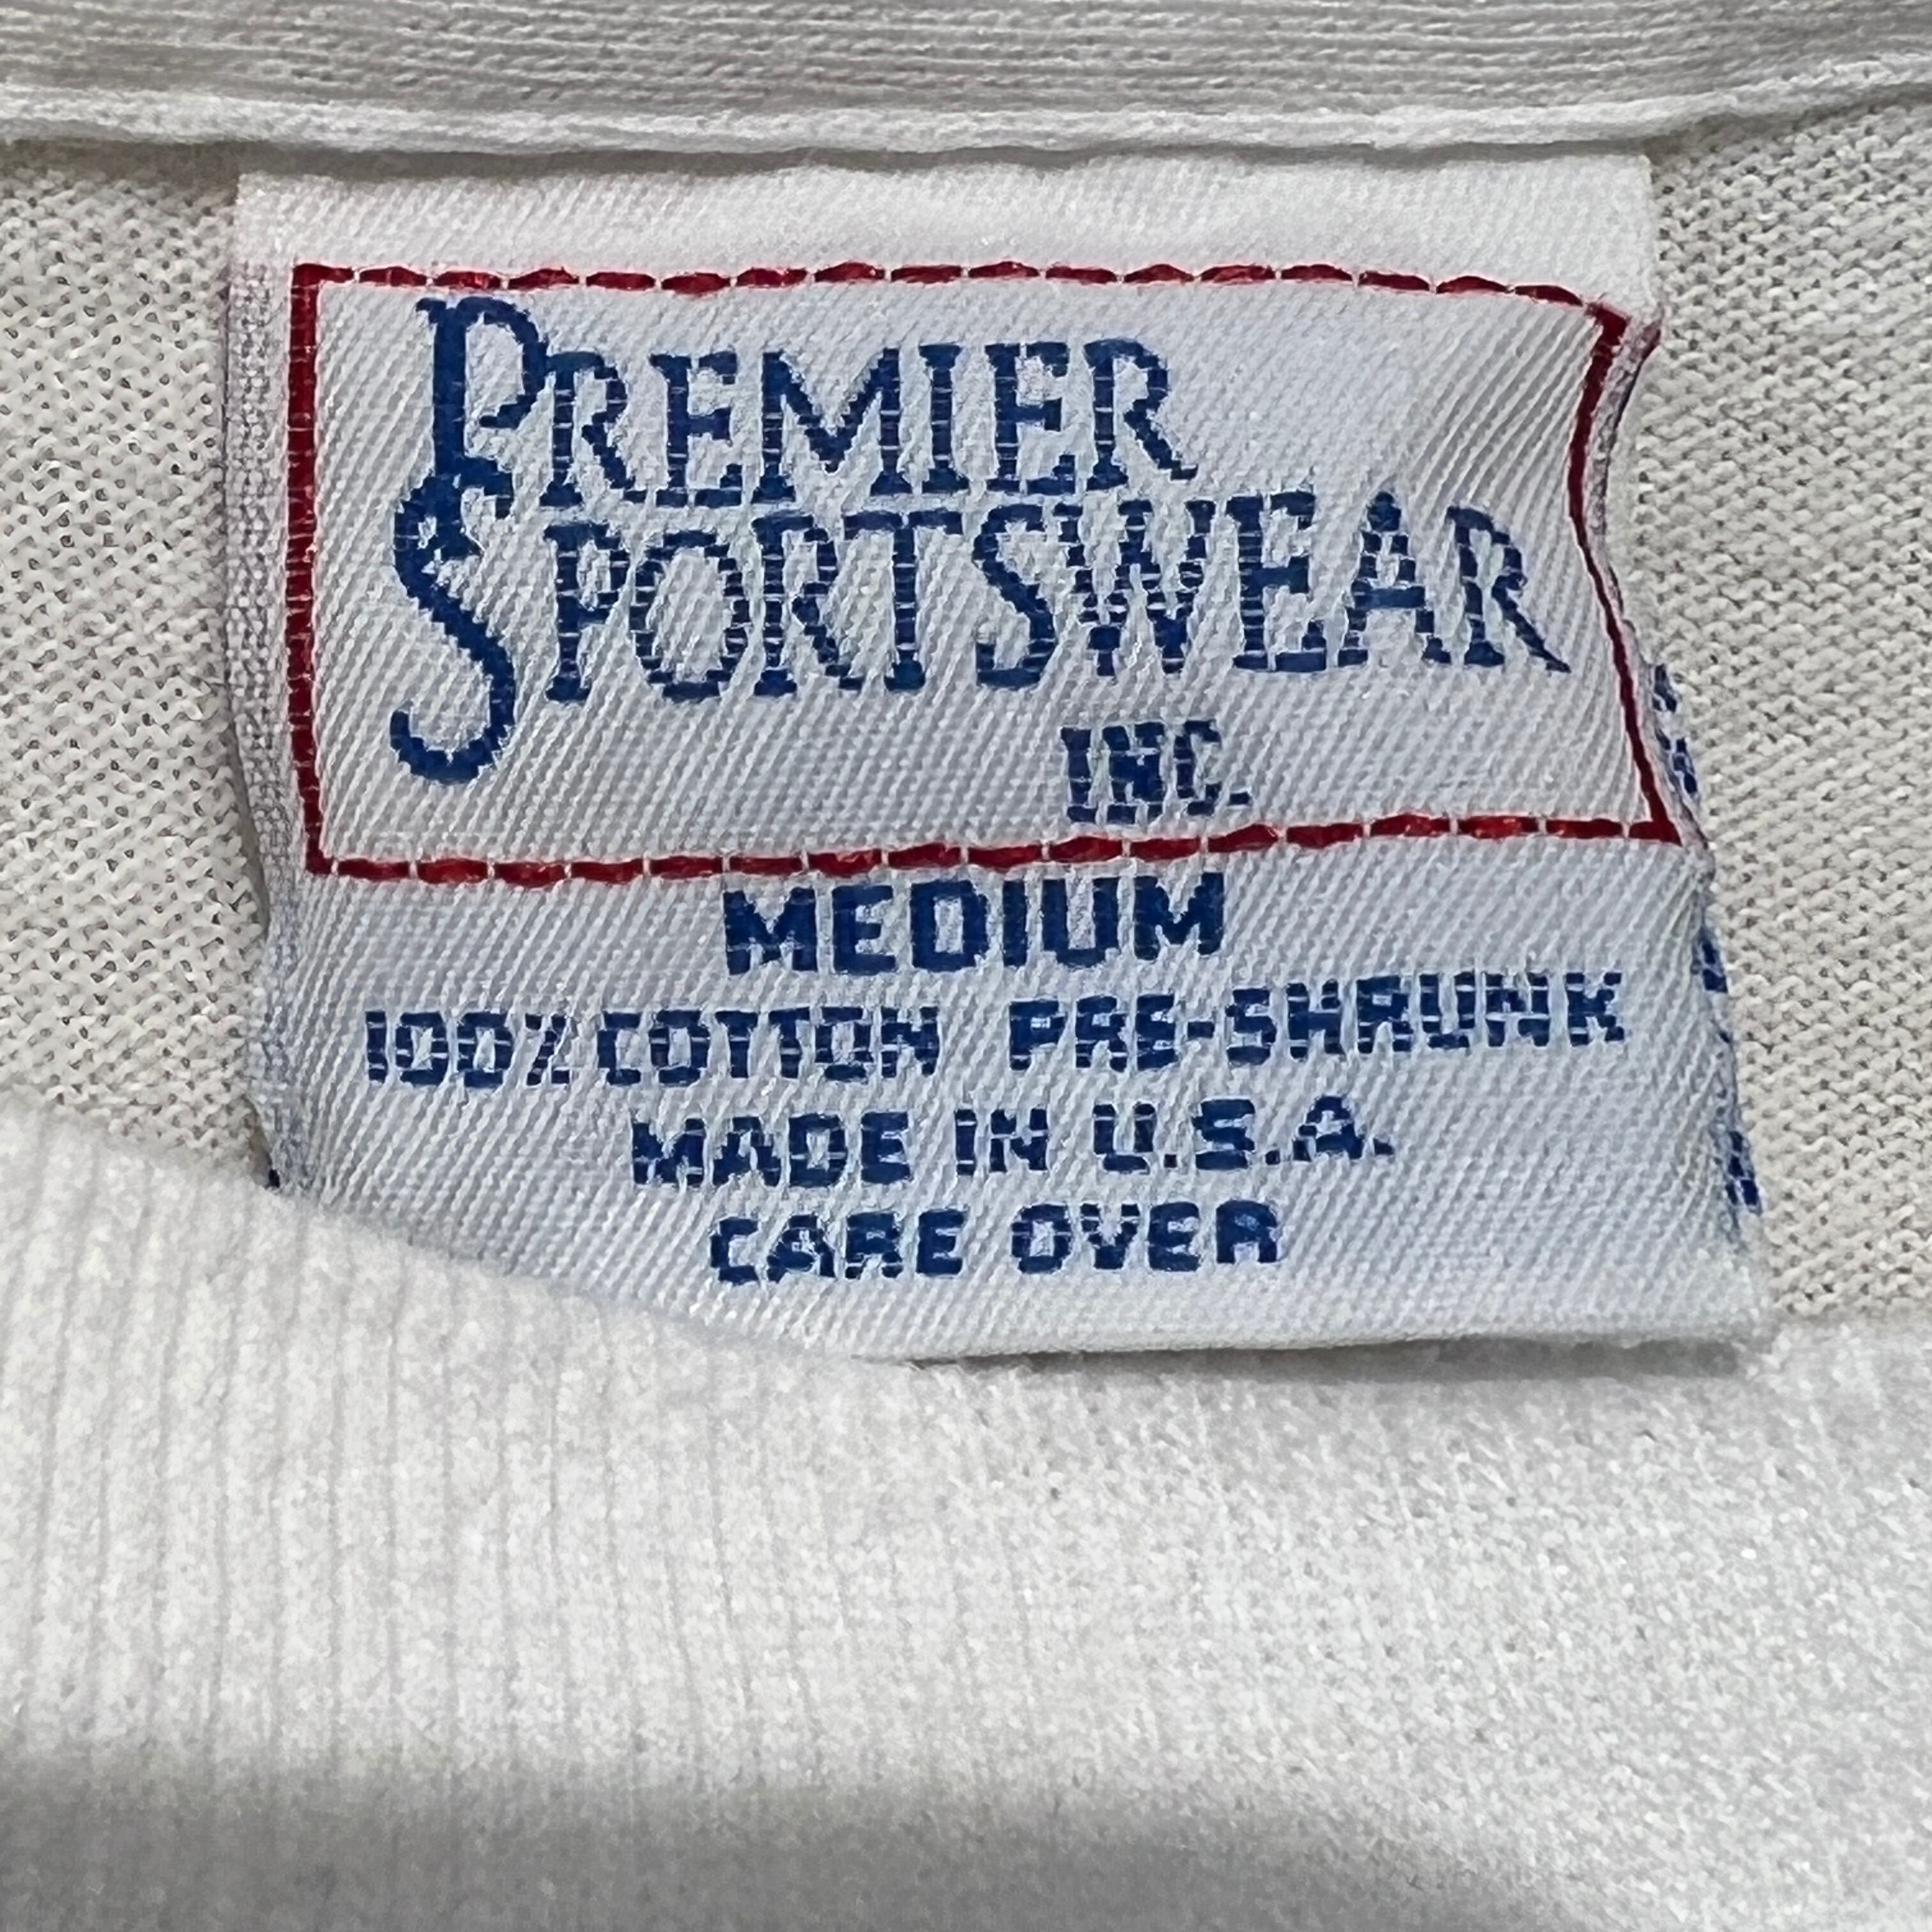 PREMIER
SPORTSWEAR
INC.
MEDIUM
100% COTTON PRE-SHRUNK
MADE IN U.S.A.
CARE OVER